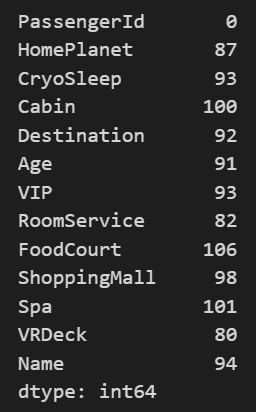 PassengerId 0
HomePlanet 87
CryoSleep 93
Cabin 100
Destination 92
Age 91
VIP 93
RoomService 82
FoodCourt 106
ShoppingMall 98
Spa 101
VRDeck 80
Name 94
dtype: int64